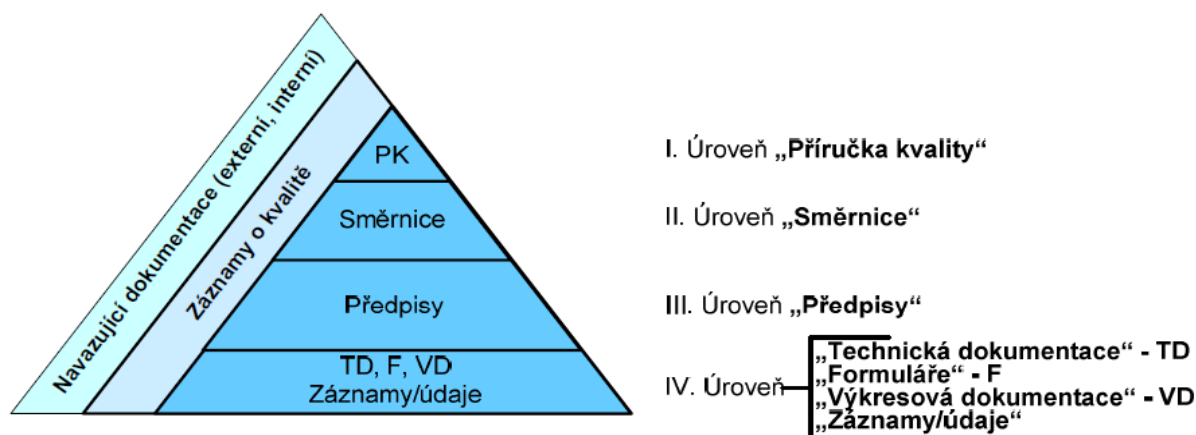 Navazující dokumentace (externí, interní)
Záznamy o kvalitě
PK
Směrnice
Předpisy
TD, F, VD
Záznamy/údaje
I. Úroveň „Příručka kvality“
II. Úroveň „Směrnice“
III. Úroveň „Předpisy“
IV. Úroveň
„Technická dokumentace“ - TD
„Formuláře“ - F
„Výkresová dokumentace“ - VD
„Záznamy/údaje“